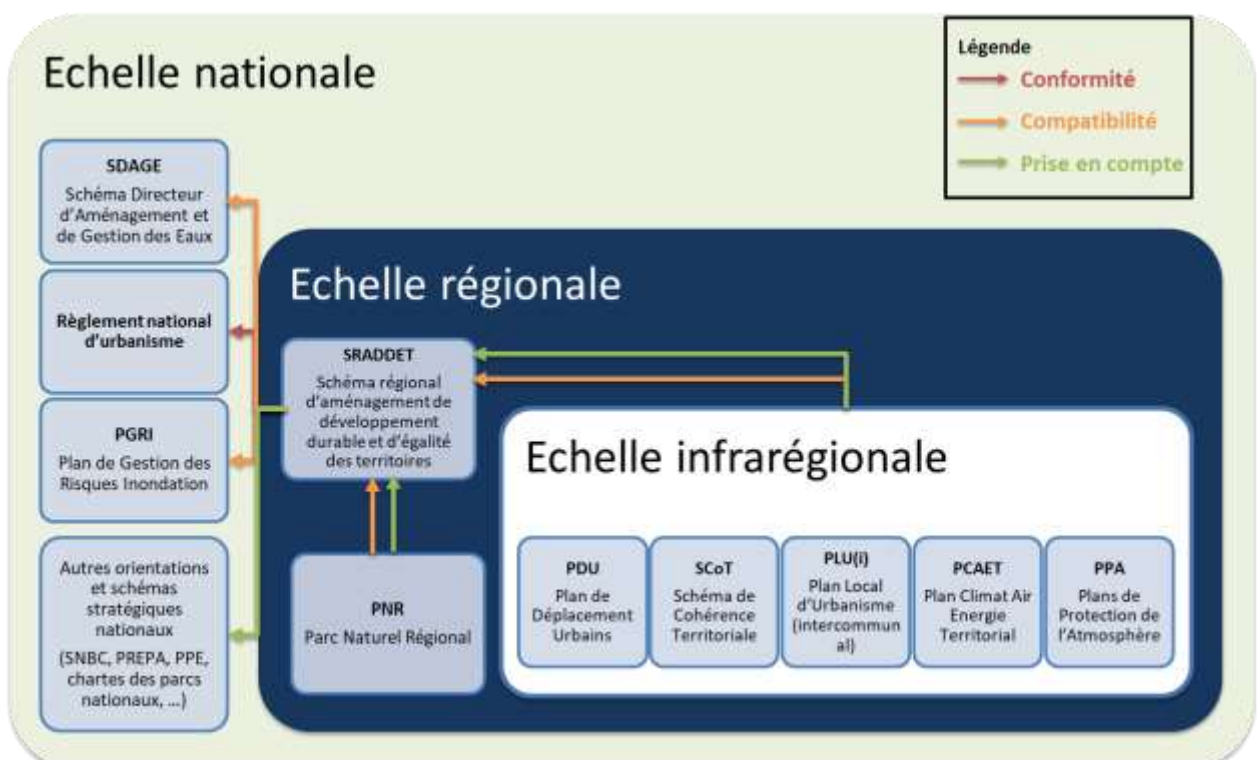 Echelle nationale
Légende
Conformité
Compatibilité
Prise en compte
SDAGE
Schéma Directeur
d'Aménagement et
de Gestion des Eaux
Règlement national
d'urbanisme
PGRI
Plan de Gestion des
Risques Inondation
Autres orientations
et schémas
stratégiques
nationaux
(SNBC, PREPA, PPE,
chartes des parcs
nationaux, ...)
Echelle régionale
SRADDET
Schéma régional
d'aménagement de
développement
durable et d'égalité
des territoires
PNR
Parc Naturel Régional
Echelle infrarégionale
PDU
Plan de
Déplacement
Urbains
SCoT
Schéma de
Cohérence
Territoriale
PLU(i)
Plan Local
d'Urbanisme
(intercommun
al)
PCAET
Plan Climat Air
Energie
Territorial
PPA
Plans de
Protection de
l'Atmosphère